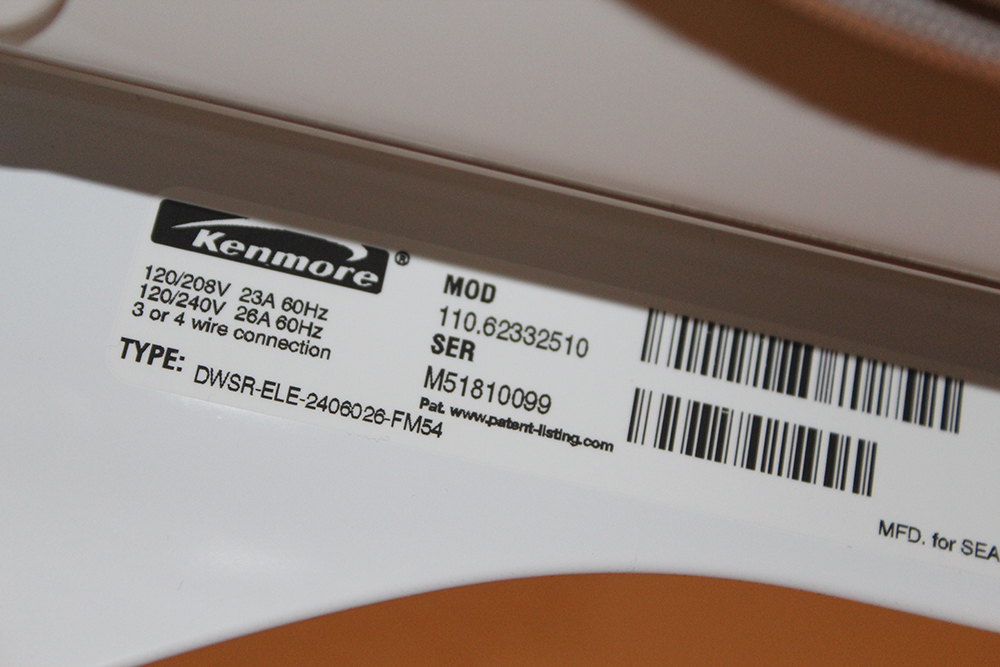 Kenmore®
120/208V 23A 60Hz
120/240V 26A 60Hz
3 or 4 wire connection
TYPE: DWSR-ELE-2406026-FM54
MOD
110.62332510
SER
M51810099
Pat. www.patent-listing.com
MFD. for SEA